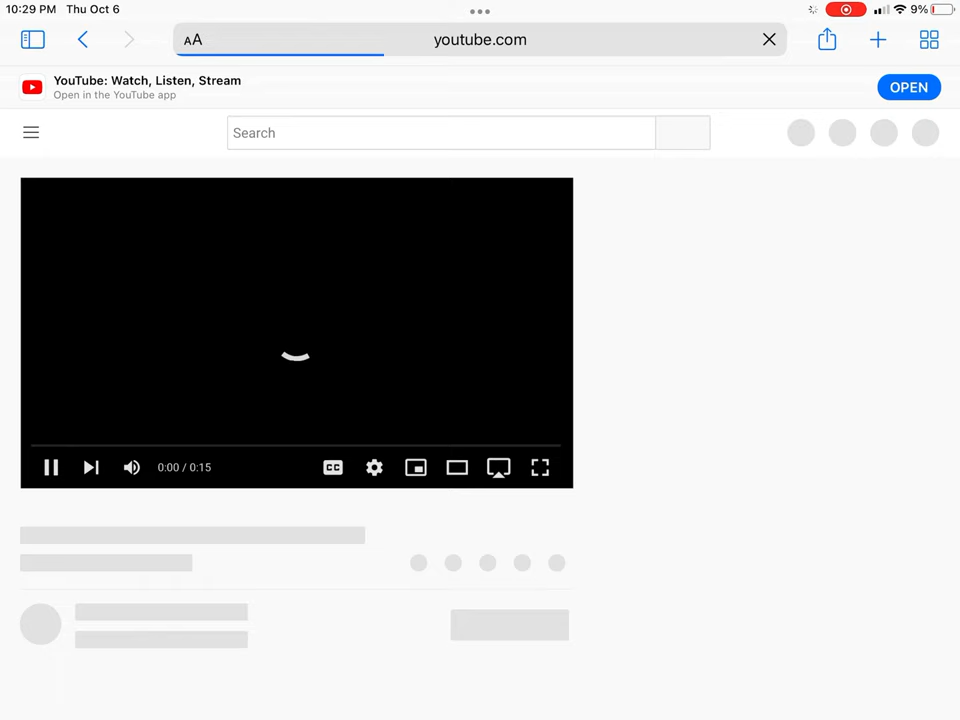 10:29 PM Thu Oct 6 9%
AA youtube.com
YouTube: Watch, Listen, Stream
Open in the YouTube app
OPEN
Search
0:00 / 0:15 CC